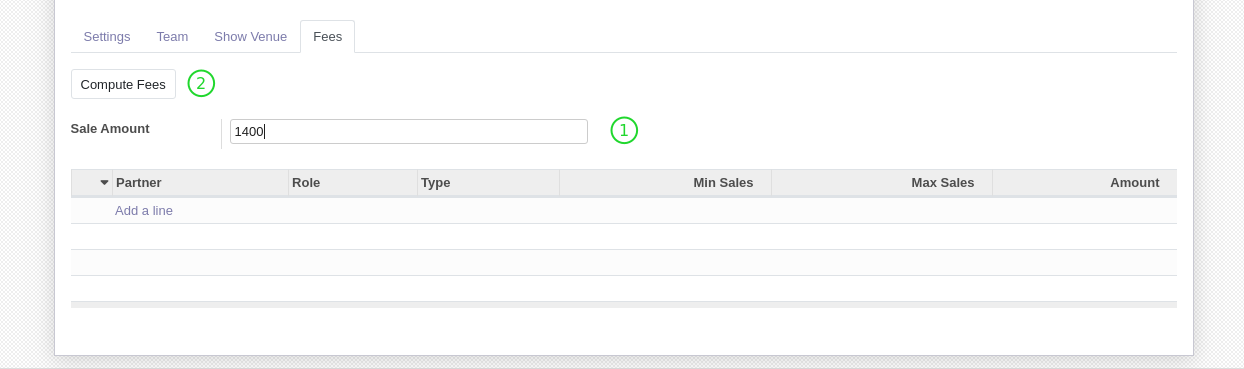 Settings Team Show Venue Fees
Compute Fees 2
Sale Amount 1400 1
Partner Role Type Min Sales Max Sales Amount
Add a line